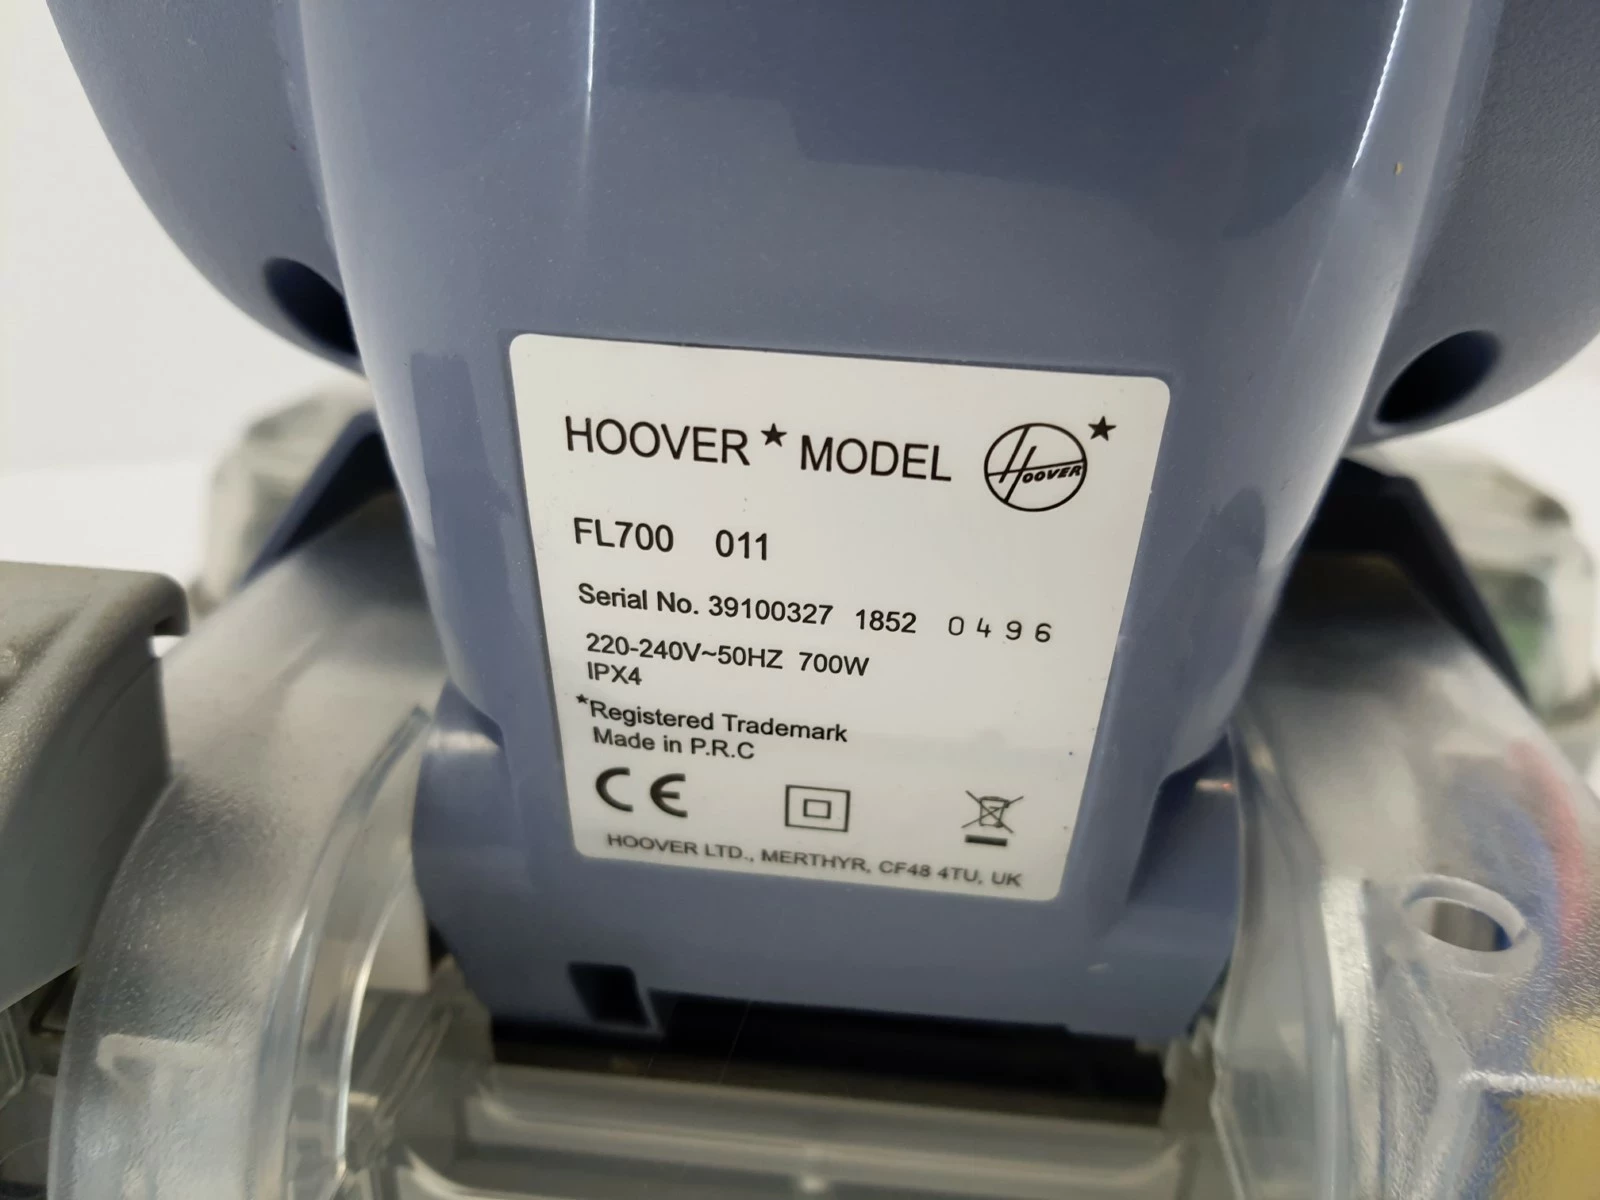 HOOVER★ MODEL HOOVER★
FL700 011
Serial No. 39100327 1852 0496
220-240V~50HZ 700W
IPX4
★Registered Trademark
Made in P.R.C
CE
HOOVER LTD., MERTHYR, CF48 4TU, UK